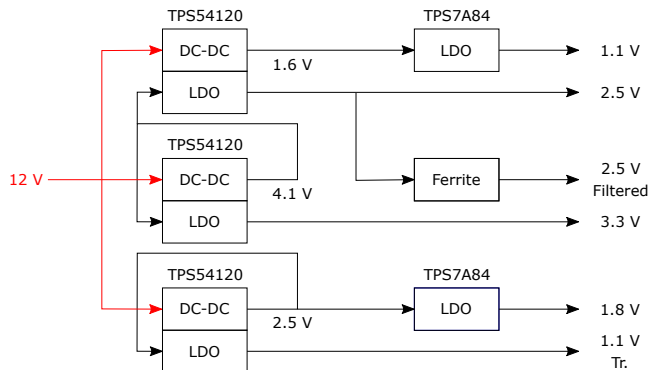 TPS54120
TPS7A84
DC-DC
LDO
1.1 V
1.6 V
LDO
2.5 V
TPS54120
12 V
DC-DC
Ferrite
2.5 V
Filtered
4.1 V
LDO
3.3 V
TPS54120
TPS7A84
DC-DC
LDO
1.8 V
2.5 V
LDO
1.1 V
Tr.